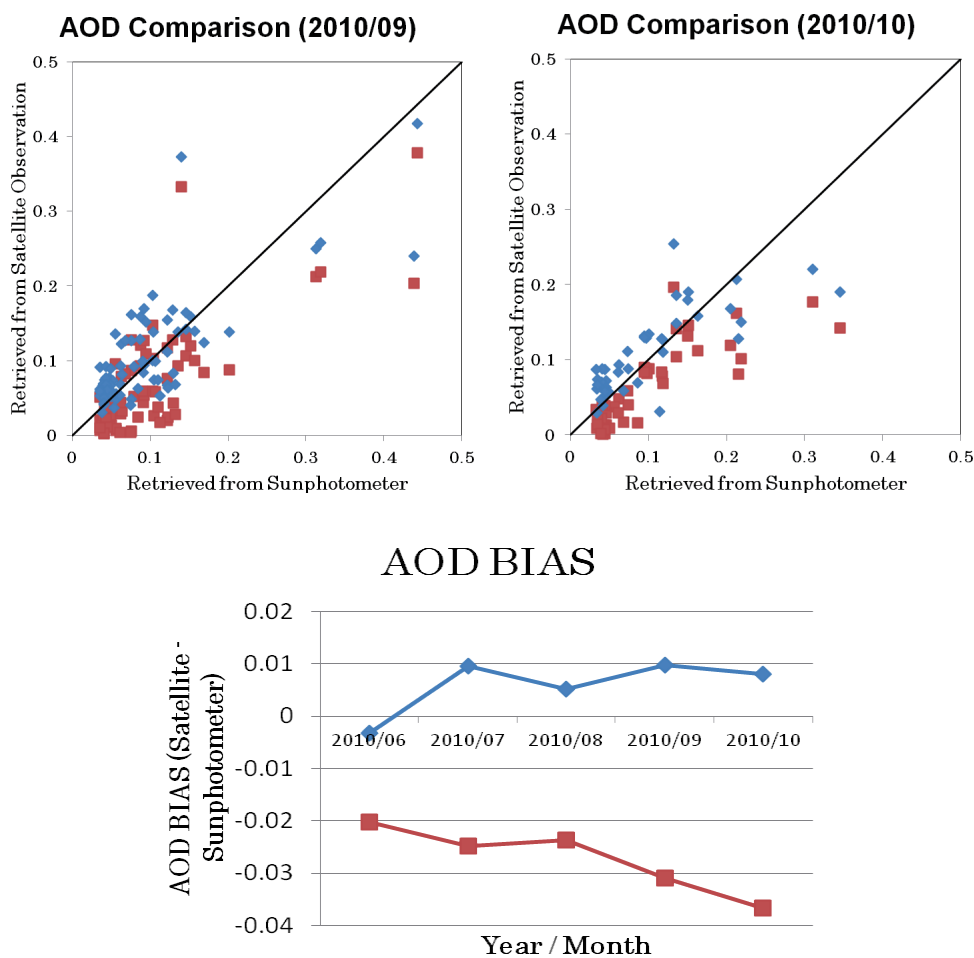 AOD Comparison (2010/09)
Retrieved from Satellite Observation
0.5
0.4
0.3
0.2
0.1
0
0 0.1 0.2 0.3 0.4 0.5
Retrieved from Sunphotometer
AOD Comparison (2010/10)
Retrieved from Satellite Observation
0.5
0.4
0.3
0.2
0.1
0
0 0.1 0.2 0.3 0.4 0.5
Retrieved from Sunphotometer
AOD BIAS
AOD BIAS (Satellite -
Sunphotometer)
0.02
0.01
0
-0.01
-0.02
-0.03
-0.04
2010/06 2010/07 2010/08 2010/09 2010/10
Year / Month